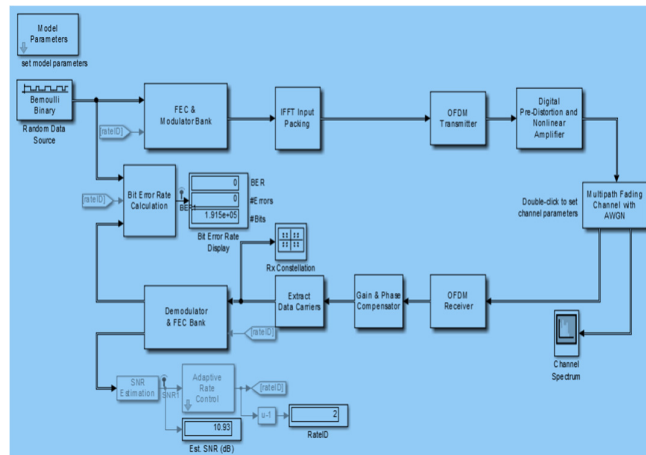 Model
Parameters
set model parameters
Bernoulli
Binary
Random Data
Source
[rateID]
FEC &
Modulator Bank
IFFT Input
Packing
OFDM
Transmitter
Digital
Pre-Distortion and
Nonlinear
Amplifier
[rateID]
Bit Error Rate
Calculation
BER1
0
0
1.915e+05
BER
#Errors
#Bits
Bit Error Rate
Display
Rx Constellation
Double-click to set
channel parameters
Multipath Fading
Channel with
AWGN
Demodulator
& FEC Bank
[rateID]
Extract
Data Carriers
Gain & Phase
Compensator
OFDM
Receiver
Channel
Spectrum
SNR
Estimation
SNR1
Adaptive
Rate
Control
[rateID]
u-1
2
RateID
10.93
Est. SNR (dB)